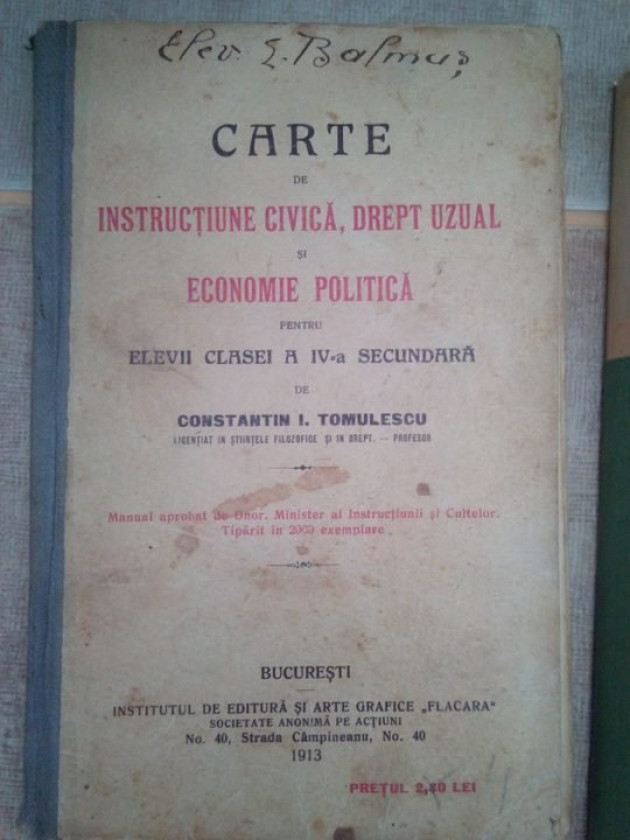 Elev. E. Balmuș
CARTE
DE
INSTRUCȚIUNE CIVICĂ, DREPT UZUAL
ȘI
ECONOMIE POLITICĂ
PENTRU
ELEVII CLASEI A IV-a SECUNDARĂ
DE
CONSTANTIN I. TOMULESCU
LICENȚIAT IN ȘTIINȚELE FILOZOFICE ȘI IN DREPT. — PROFESOR
Manual aprobat de Onor. Minister al Instrucțiunii și Cultelor.
Tipărit in 2000 exemplare
BUCUREȘTI
INSTITUTUL DE EDITURĂ ȘI ARTE GRAFICE „FLACARA“
SOCIETATE ANONIMĂ PE ACȚIUNI
No. 40, Strada Câmpineanu, No. 40
1913
PREȚUL LEI